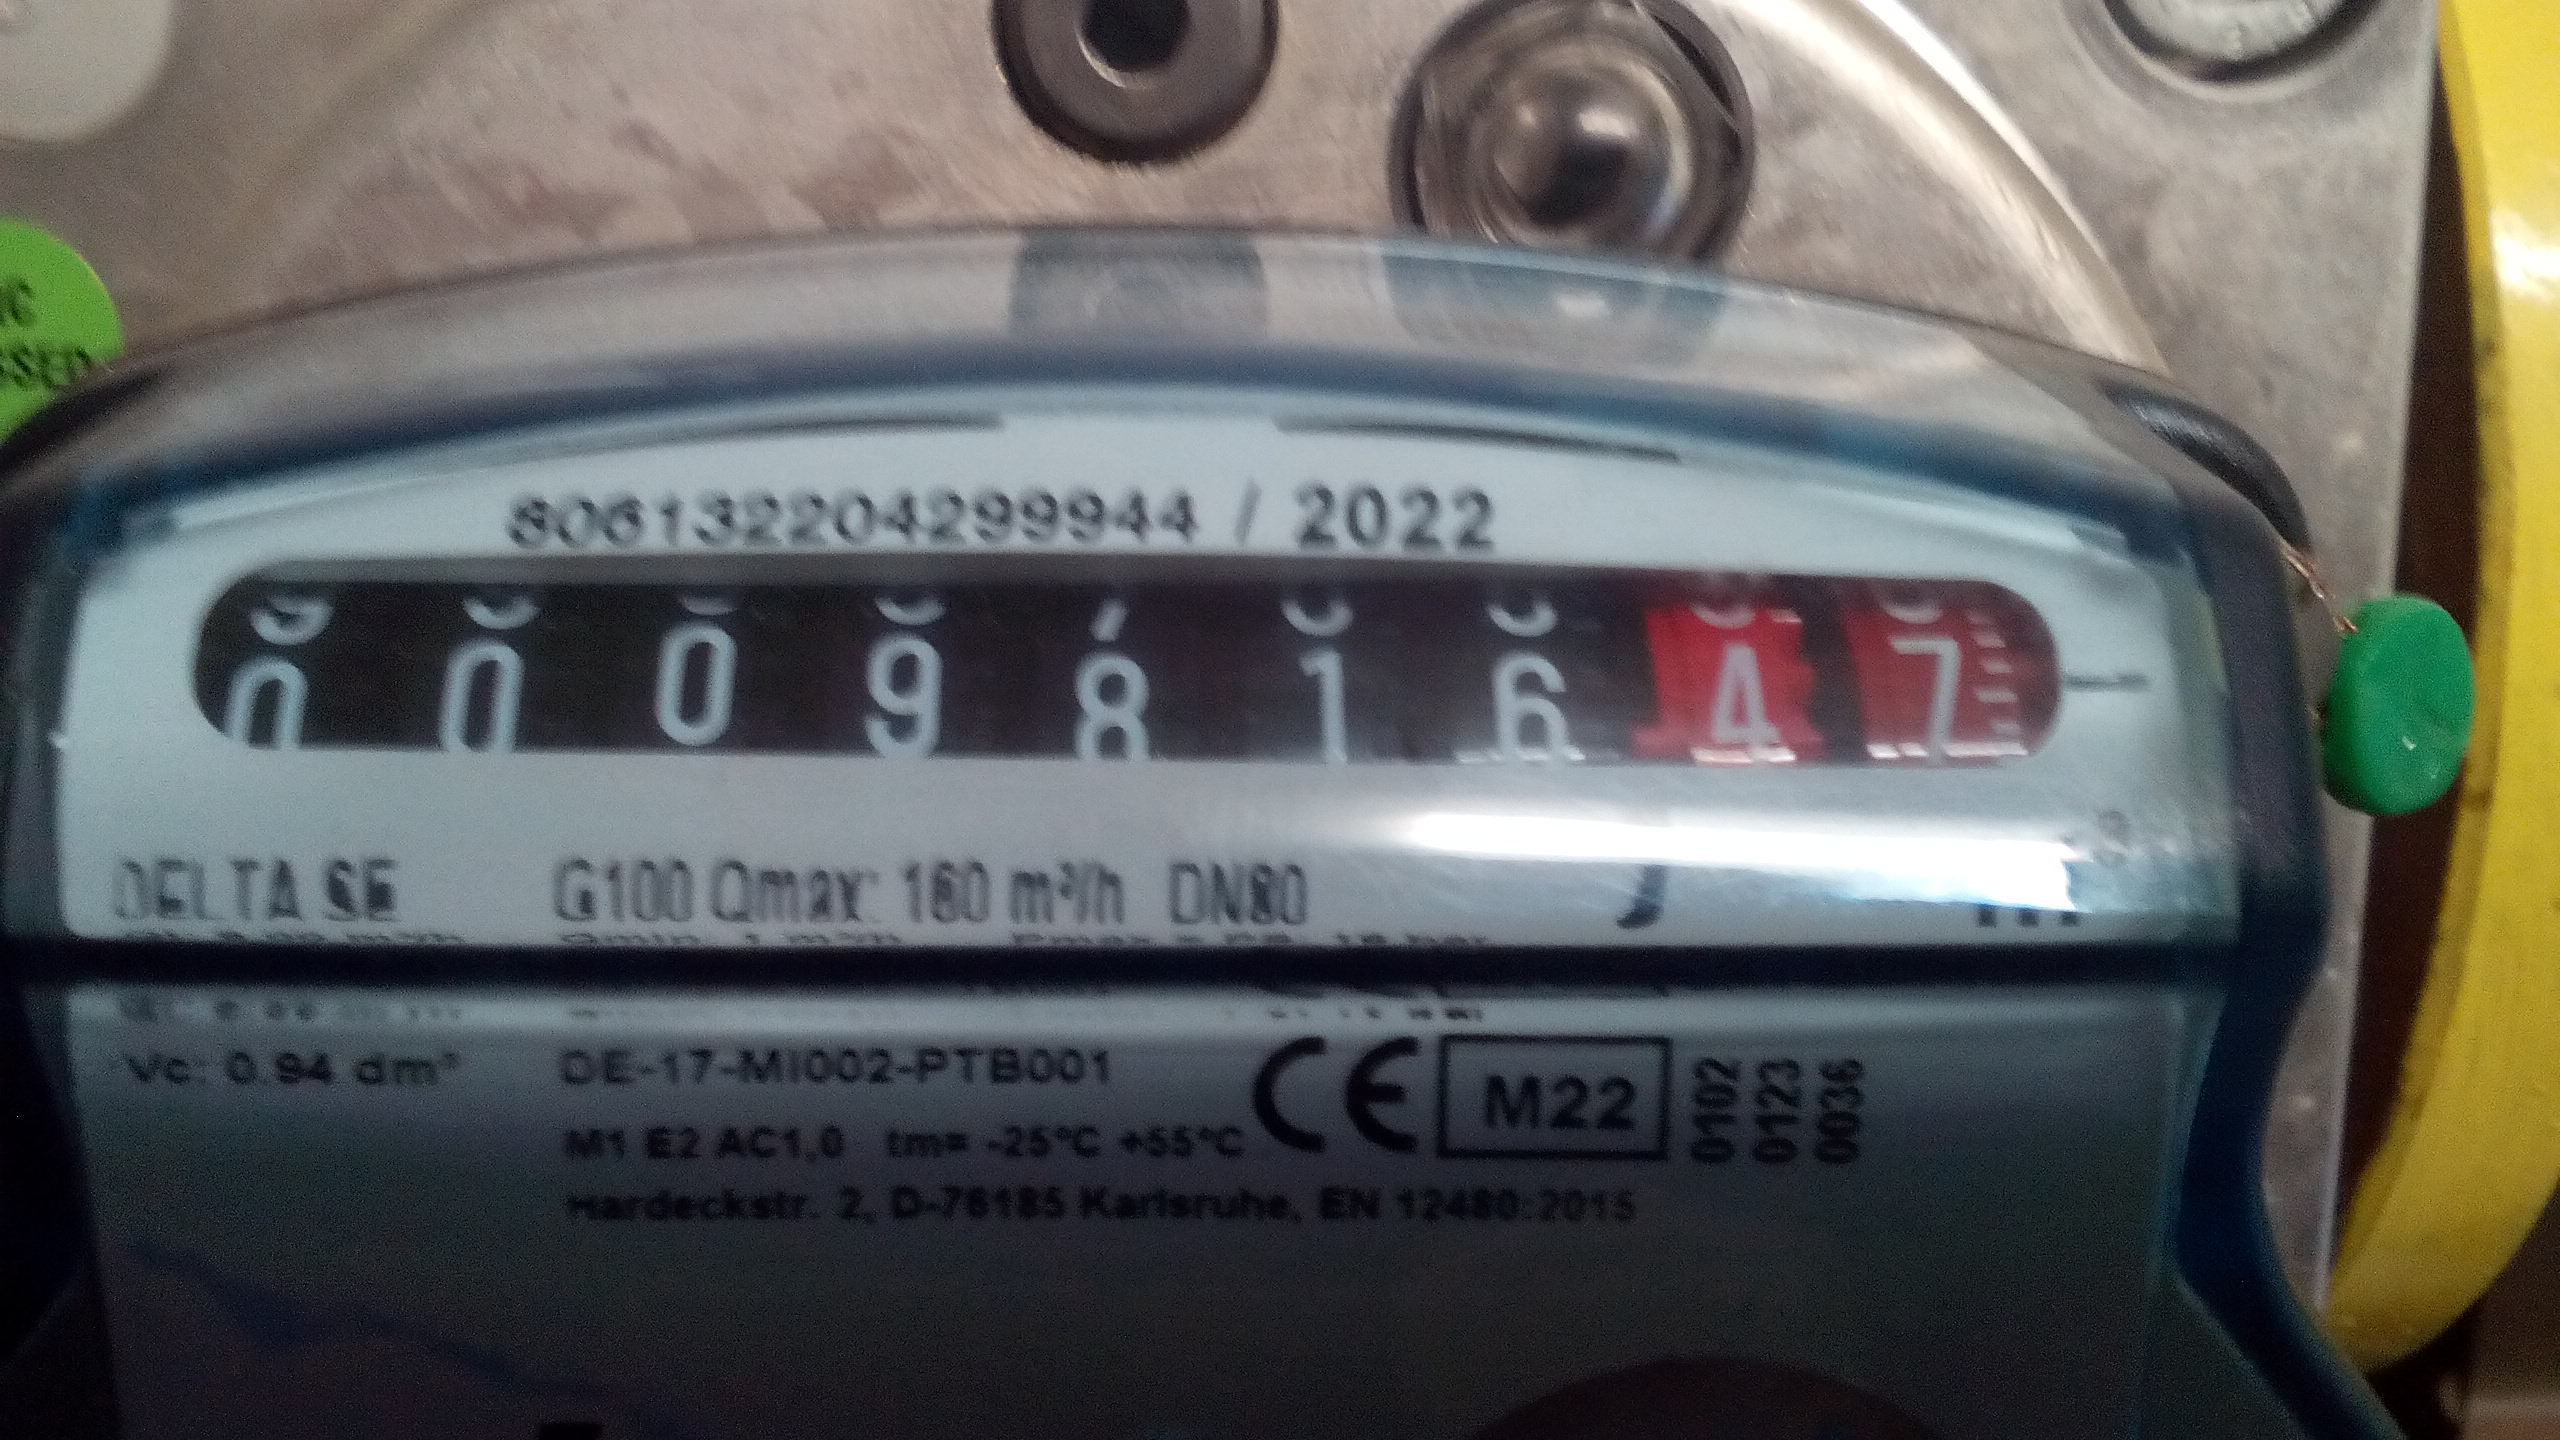 806132204299944 / 2022
0 0 0 9 8 1 6 4 7
DELTA SE G100 Qmax: 160 m³/h DN80
Vc: 0.94 dm³ DE-17-MI002-PTB001 CE M22 0102 0123 0036
M1 E2 AC1,0 tm= -25°C +55°C
Hardeckstr. 2, D-76185 Karlsruhe, EN 12480:2015